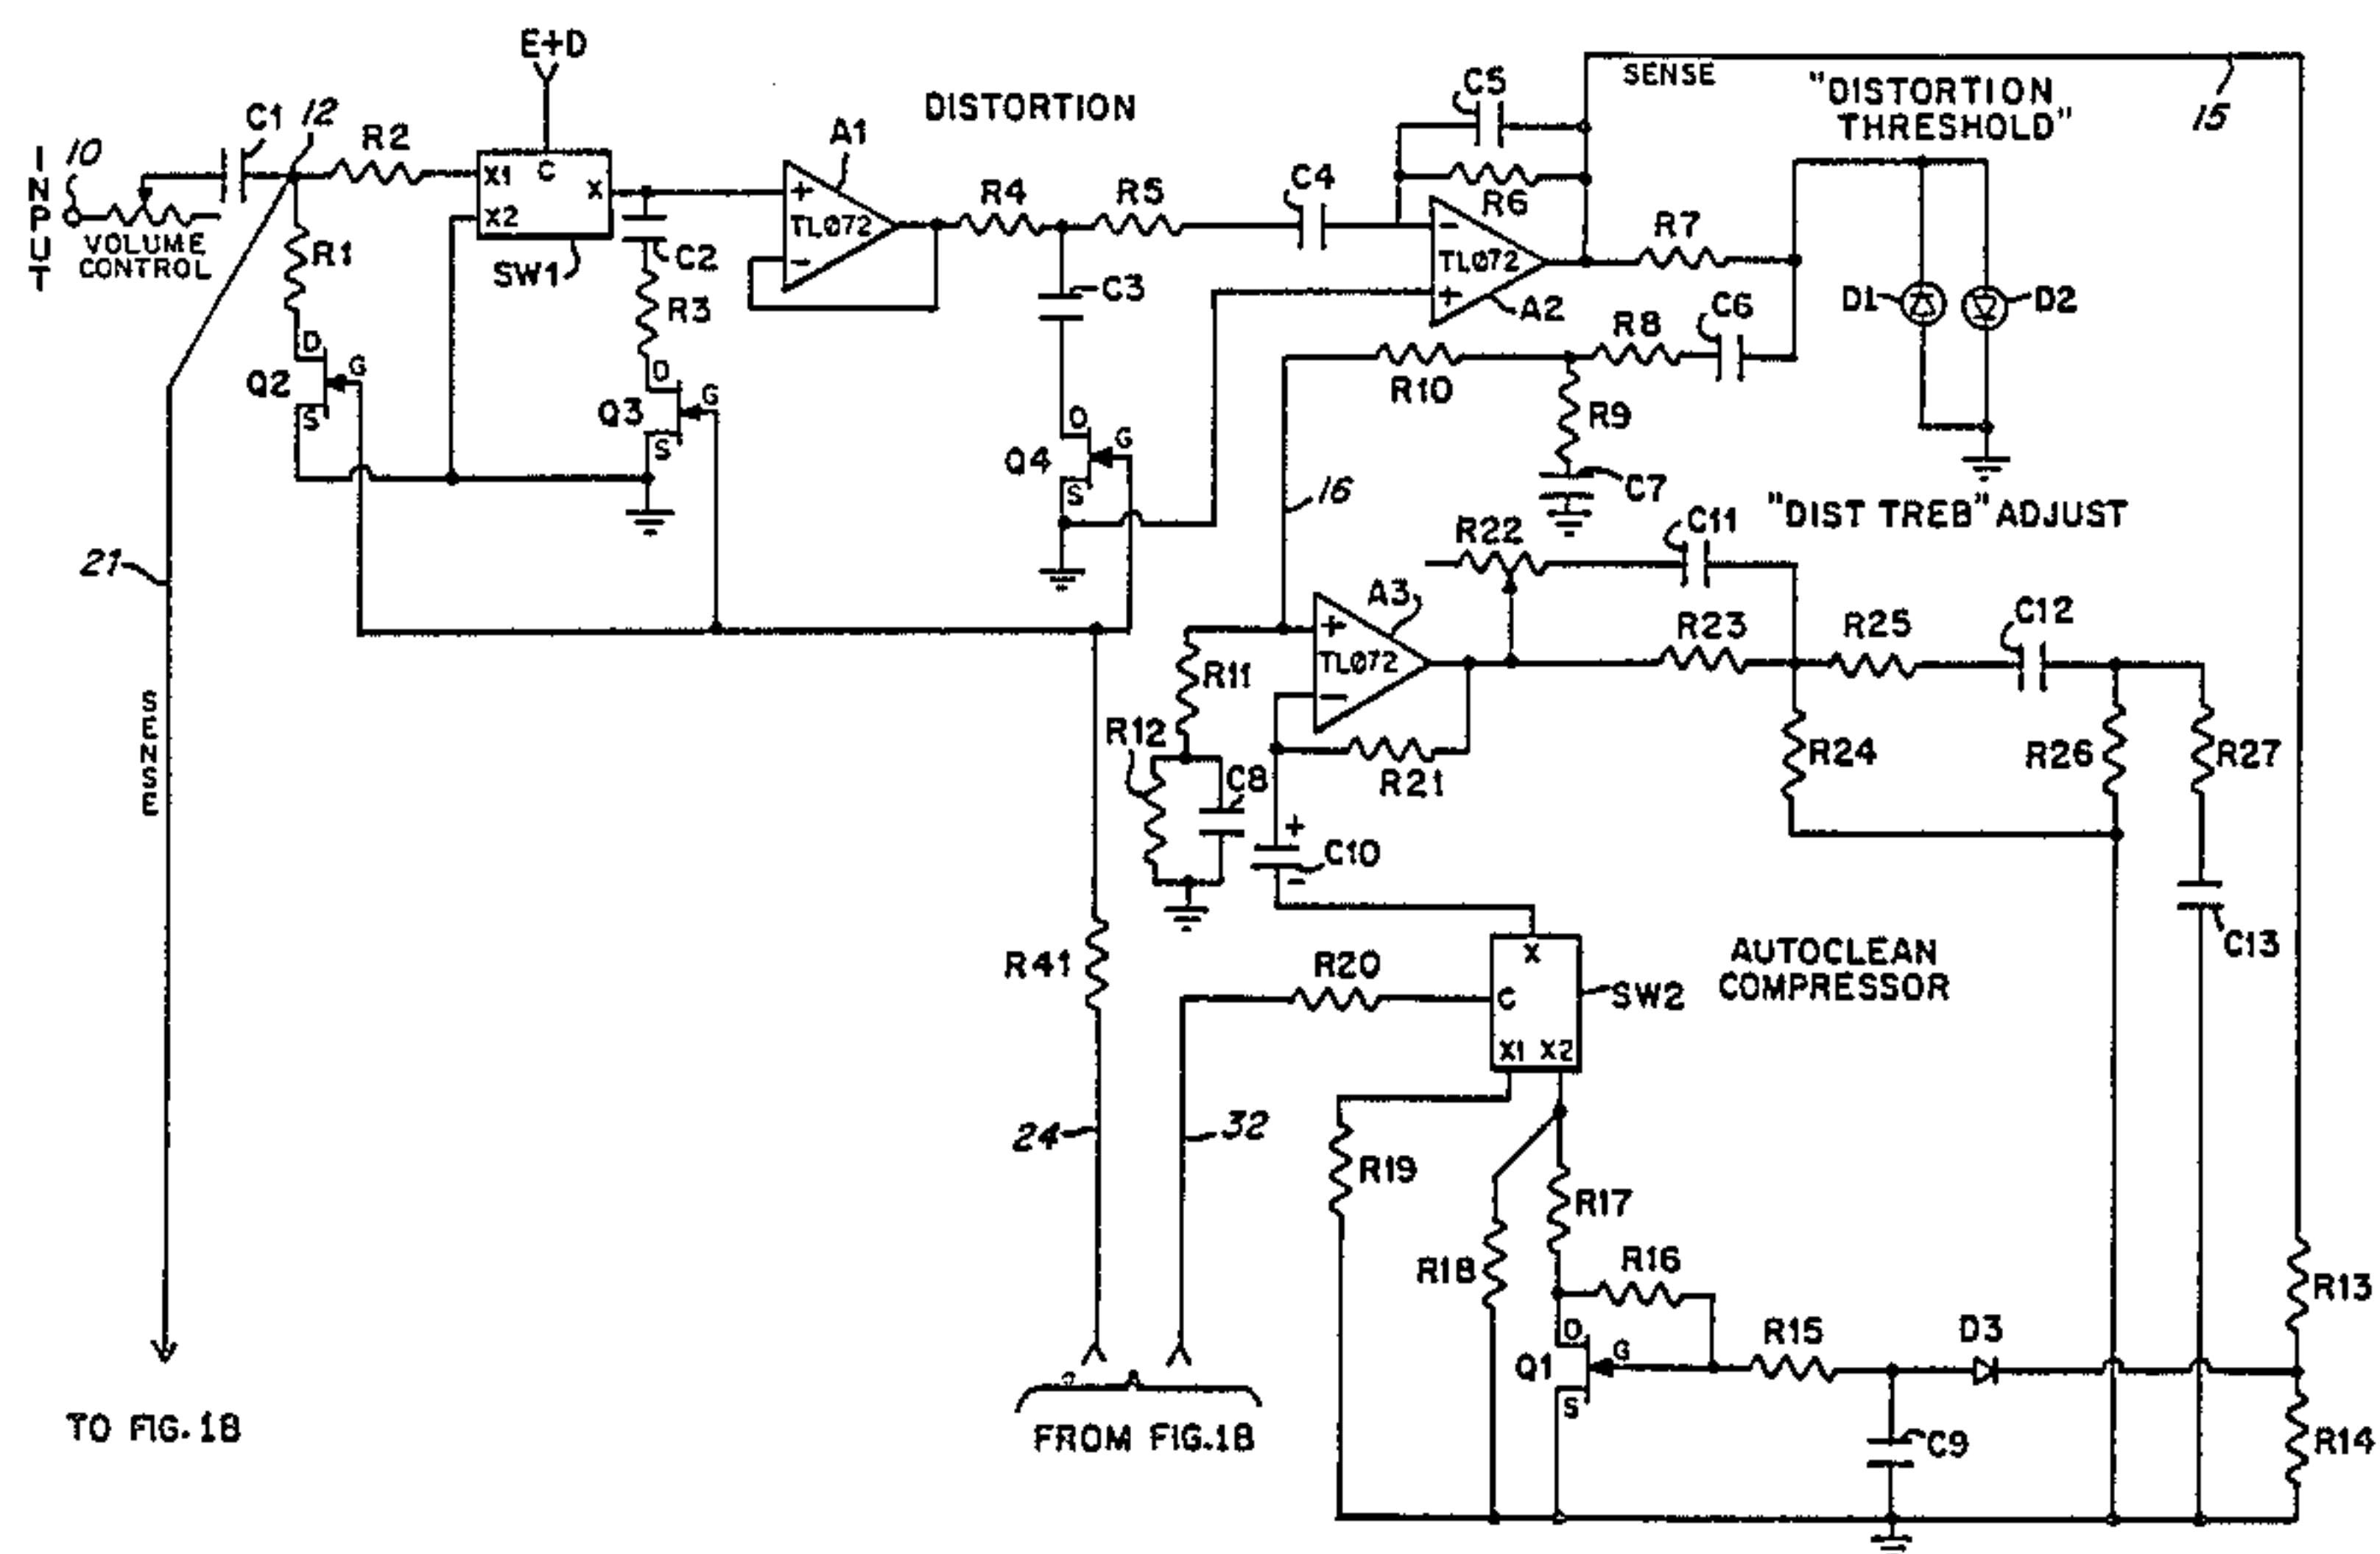 E+D
INPUT
10
C1
12
R2
X1
C
X
X2
SW1
VOLUME
CONTROL
R1
C2
R3
DISTORTION
A1
+
TL072
-
R4
R5
C4
C3
C5
R6
-
TL072
+
A2
SENSE
15
"DISTORTION
THRESHOLD"
R7
R8
C6
D1
D2
R10
R9
C7
16
Q2
D
G
S
Q3
D
G
S
Q4
D
G
S
21
SENSE
"DIST TREB" ADJUST
R22
C11
A3
+
TL072
-
R23
R25
C12
R11
R12
C8
R21
R24
R26
R27
+
C10
-
C13
R41
R20
X
C
X1 X2
SW2
AUTOCLEAN
COMPRESSOR
24
32
R19
R17
R18
R16
R13
Q1
D
G
S
R15
D3
C9
R14
TO FIG.1B
FROM FIG.1B